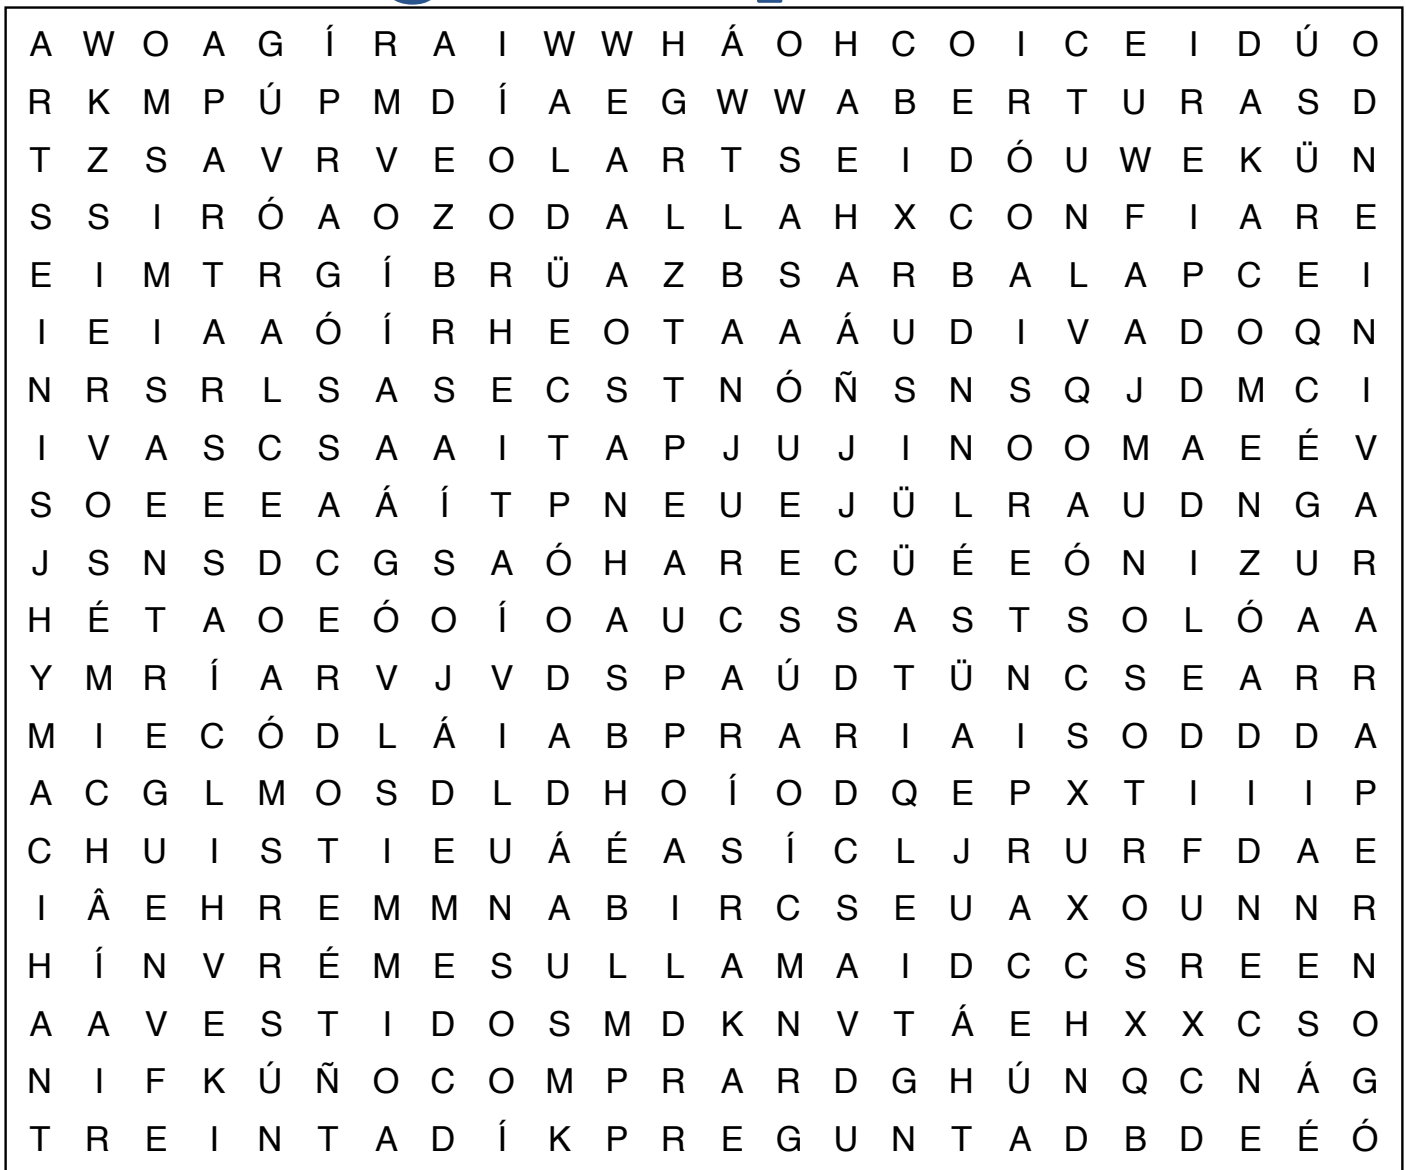 A W O A G Í R A I W W H Á O H C O I C E I D Ú O
R K M P Ú P M D Í A E G W W A B E R T U R A S D
T Z S A V R V E O L A R T S E I D Ó U W E K Ü N
S S I R Ó A O Z O D A L L A H X C O N F I A R E
E I M T R G Í B R Ü A Z B S A R B A L A P C E I
I E I A A Ó Í R H E O T A A Á U D I V A D O Q N
N R S R L S A S E C S T N Ó Ñ S N S Q J D M C I
I V A S C S A A I T A P J U J I N O O M A E É V
S O E E E A Á Í T P N E U E J Ü L R A U D N G A
J S N S D C G S A Ó H A R E C Ü É E Ó N I Z U R
H É T A O E Ó O Í O A U C S S A S T S O L Ó A A
Y M R Í A R V J V D S P A Ú D T Ü N C S E A R R
M I E C Ó D L Á I A B P R A R I A I S O D D D A
A C G L M O S D L D H O Í O D Q E P X T I I I P
C H U I S T I E U Á É A S Í C L J R U R F D A E
I Â E H R E M M N A B I R C S E U A X O U N N R
H Í N V R É M E S U L L A M A I D C C S R E E N
A A V E S T I D O S M D K N V T Á E H X X C S O
N I F K Ú Ñ O C O M P R A R D G H Ú N Q C N Á G
T R E I N T A D Í K P R E G U N T A D B D E É Ó